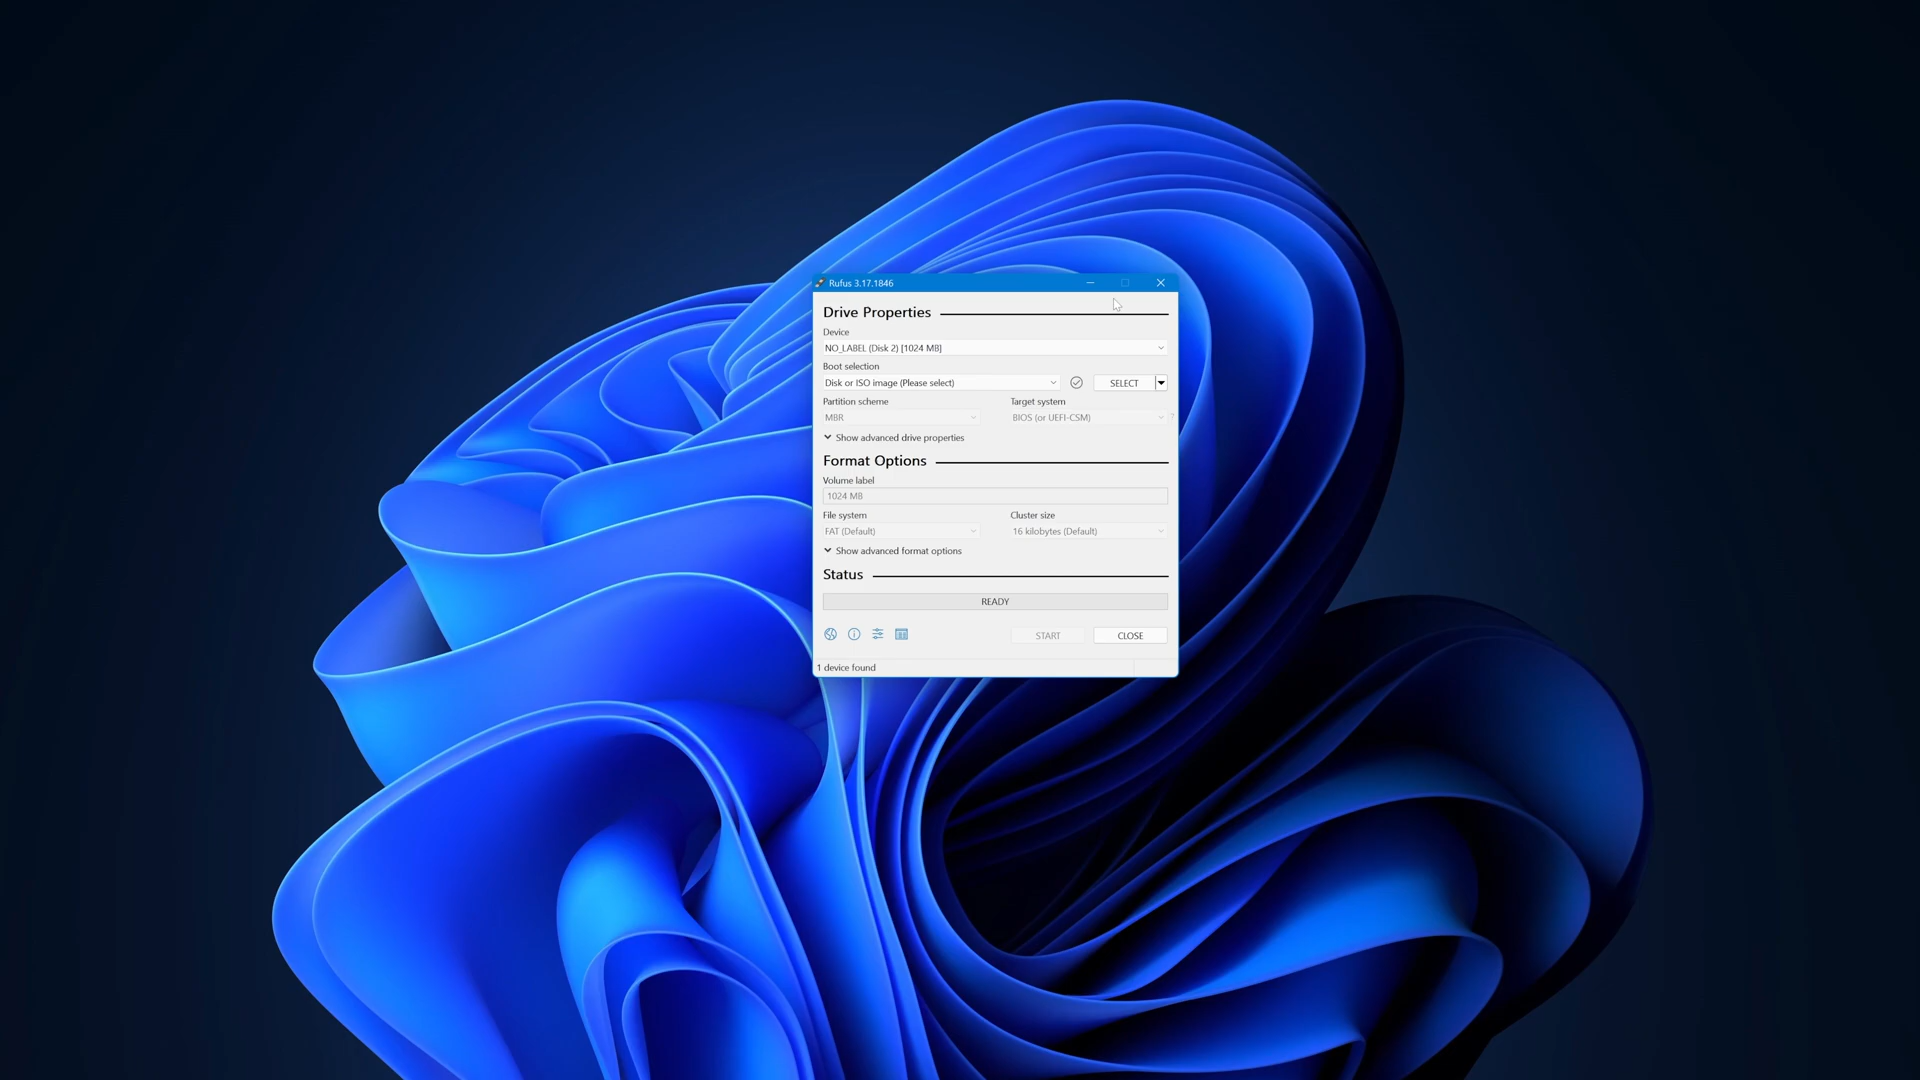 Rufus 3.17.1846
Drive Properties
Device
NO_LABEL (Disk 2) [1024 MB]
Boot selection
Disk or ISO image (Please select)
SELECT
Partition scheme
Target system
MBR
BIOS (or UEFI-CSM)
?
Show advanced drive properties
Format Options
Volume label
1024 MB
File system
Cluster size
FAT (Default)
16 kilobytes (Default)
Show advanced format options
Status
READY
START
CLOSE
1 device found